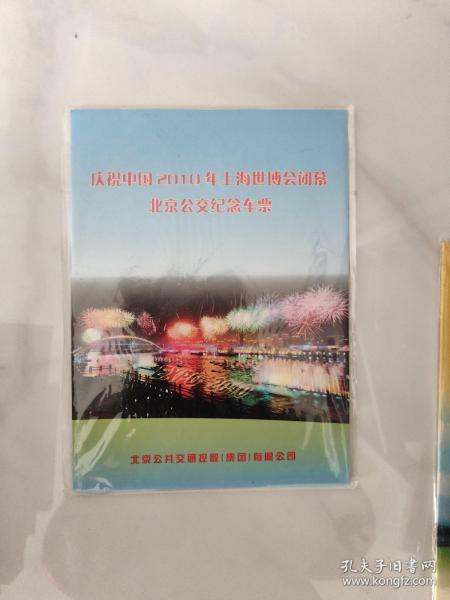 庆祝中国2010年上海世博会闭幕
北京公交纪念车票
北京公共交通控股(集团)有限公司
孔夫子旧书网
www.kongfz.com